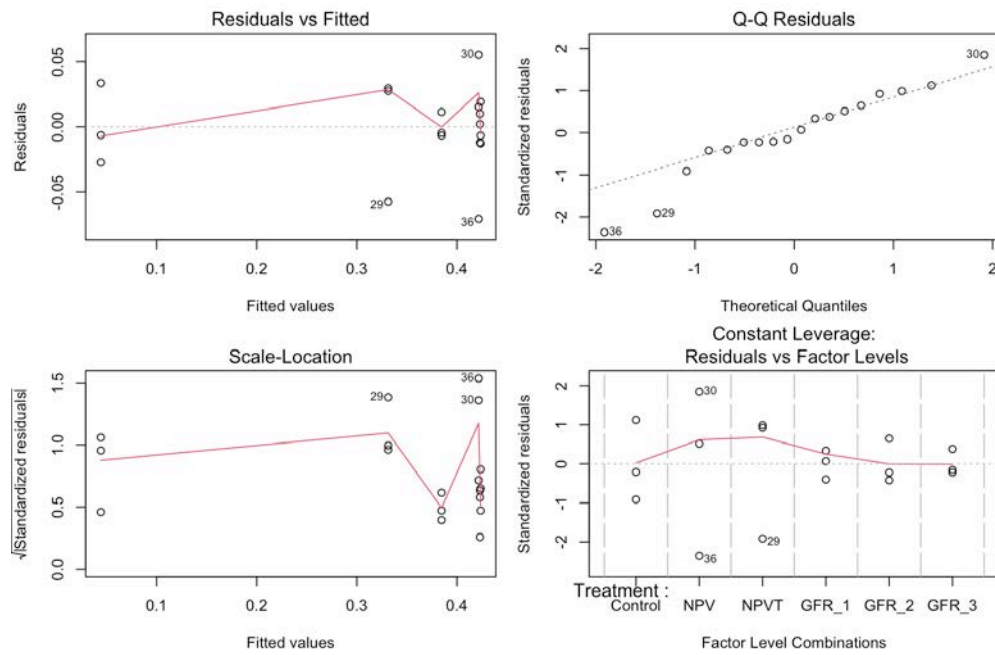 Residuals vs Fitted
Residuals
0.05
0.00
-0.05
30
29
36
0.1 0.2 0.3 0.4
Fitted values
Q-Q Residuals
Standardized residuals
2
1
0
-1
-2
30
29
36
-2 -1 0 1 2
Theoretical Quantiles
Scale-Location
√|Standardized residuals|
1.5
1.0
0.5
0.0
36
30
29
0.1 0.2 0.3 0.4
Fitted values
Constant Leverage:
Residuals vs Factor Levels
Standardized residuals
2
1
0
-1
-2
30
29
36
Treatment :
Control NPV NPVT GFR_1 GFR_2 GFR_3
Factor Level Combinations